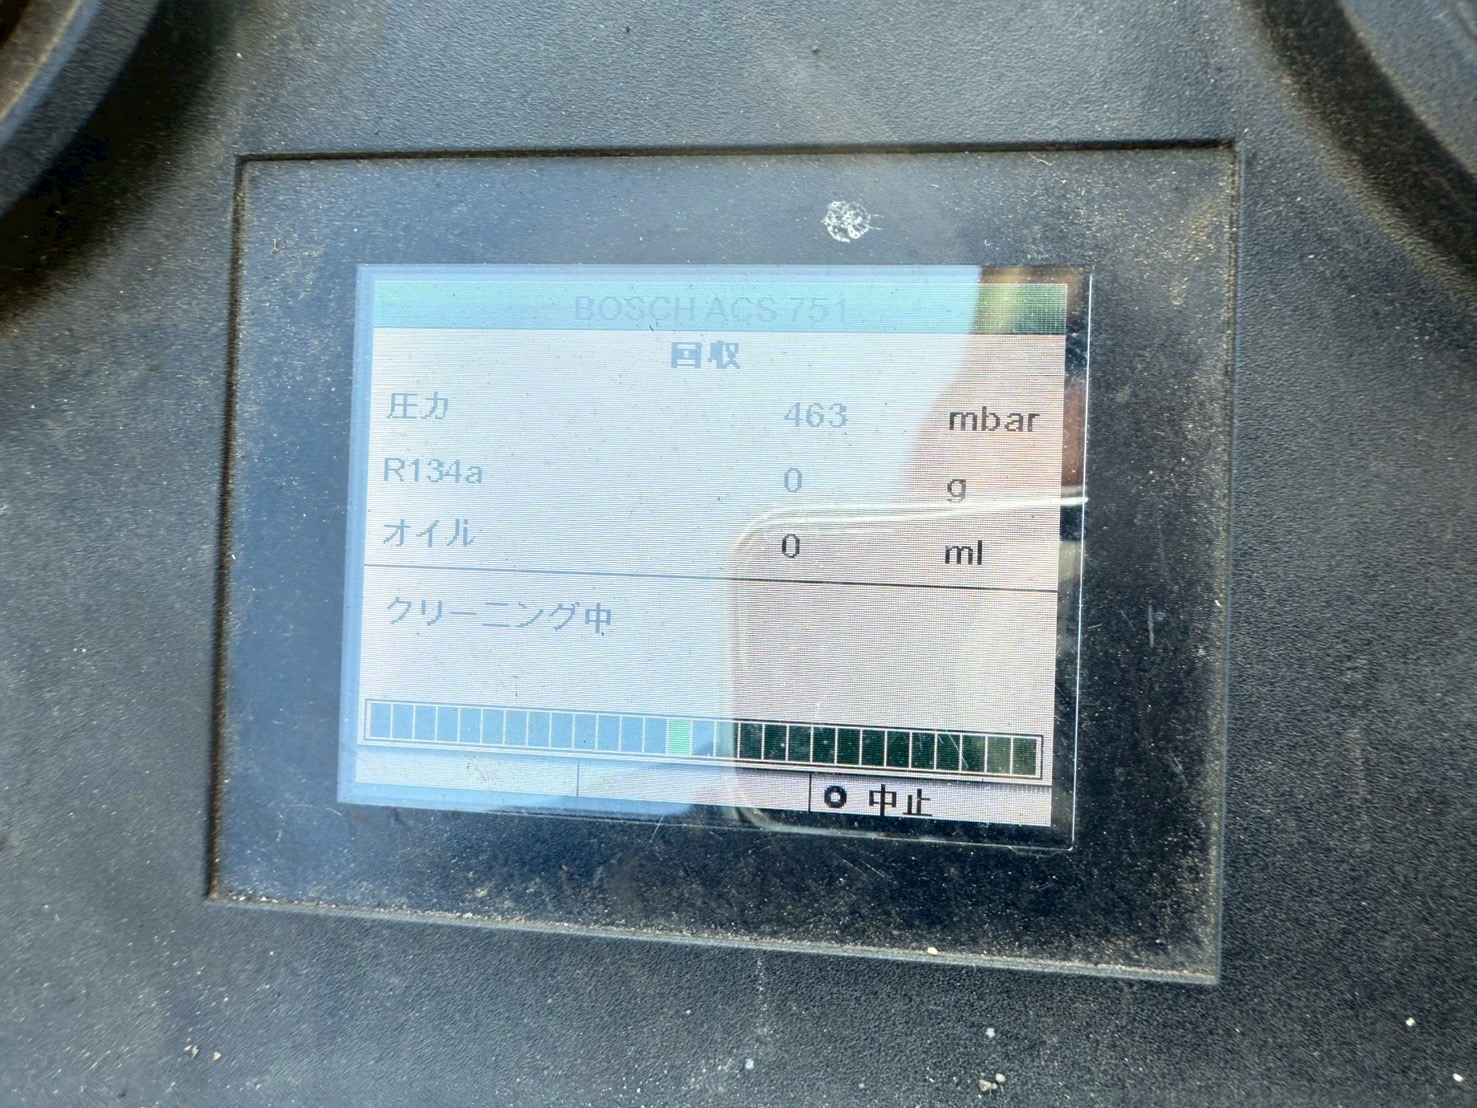 BOSCH ACS 751
回収
圧力 463 mbar
R134a 0 g
オイル 0 ml
クリーニング中
中止